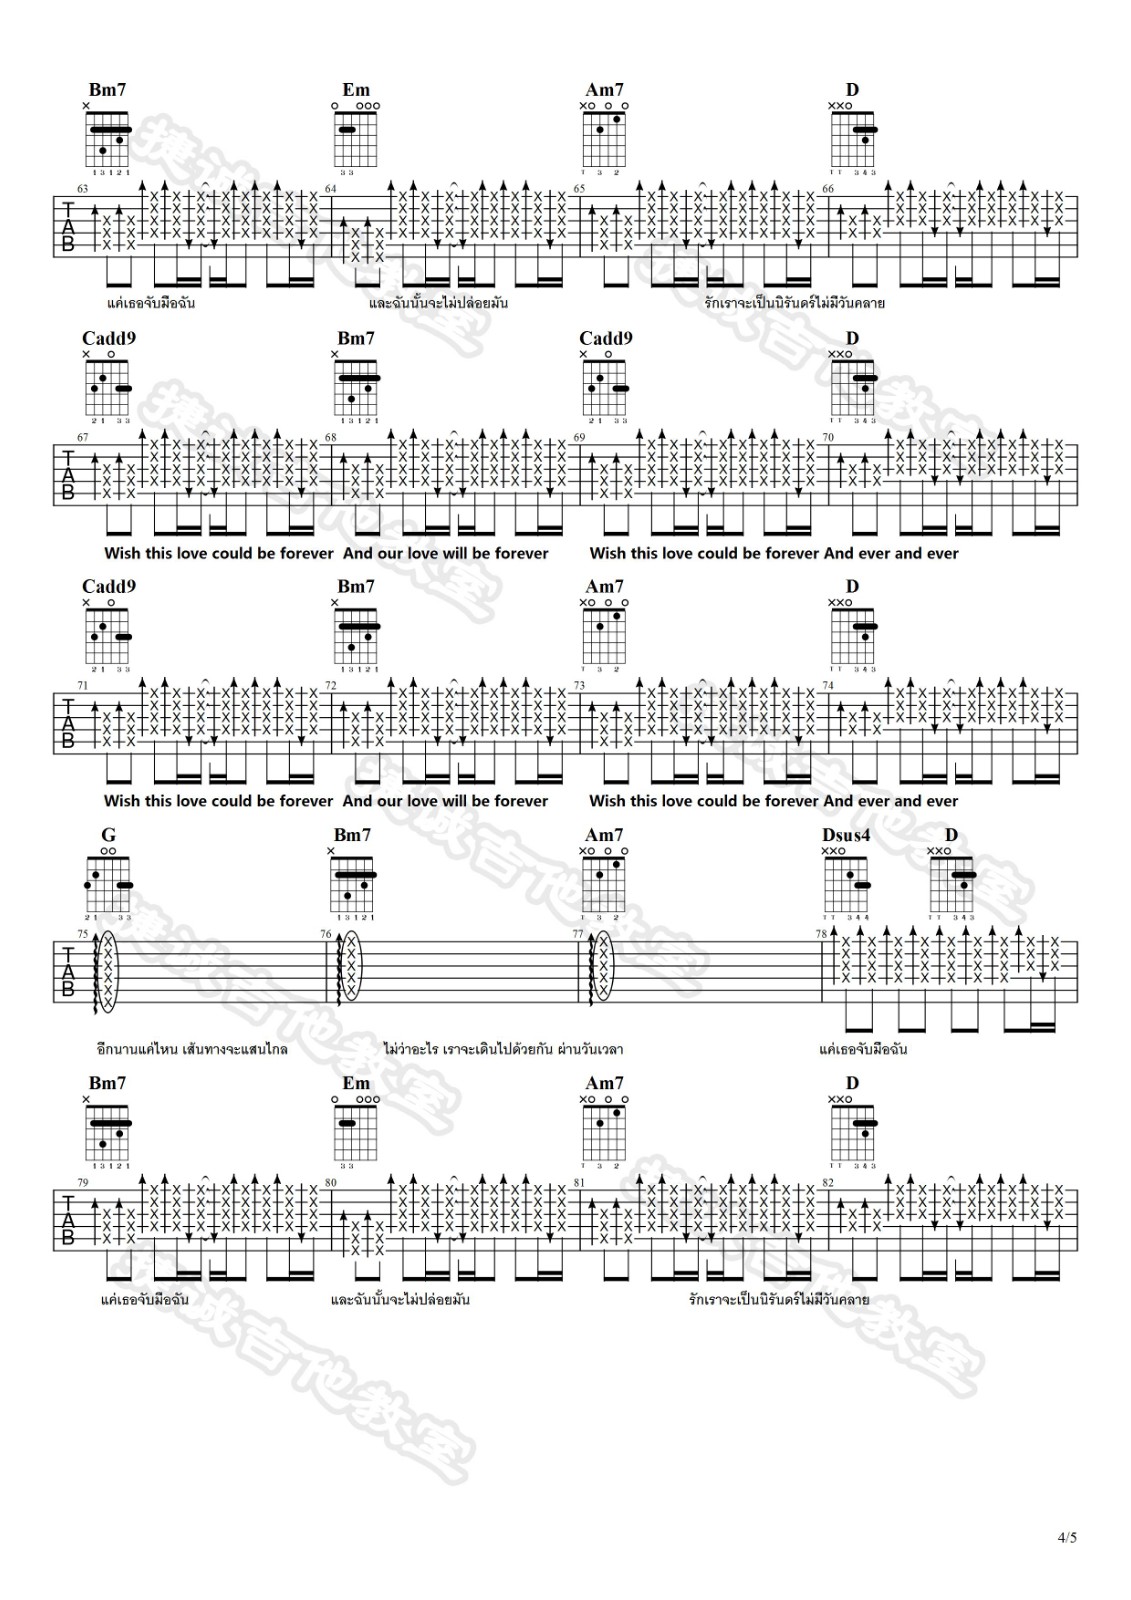 Bm7 Em Am7 D
63 64 65 66
แค่เธอจับมือฉัน และฉันนั้นจะไม่ปล่อยมัน รักเราจะเป็นนิรันดร์ไม่มีวันคลาย
Cadd9 Bm7 Cadd9 D
67 68 69 70
Wish this love could be forever And our love will be forever Wish this love could be forever And ever and ever
Cadd9 Bm7 Am7 D
71 72 73 74
Wish this love could be forever And our love will be forever Wish this love could be forever And ever and ever
G Bm7 Am7 Dsus4 D
75 76 77 78
อีกนานแค่ไหน เส้นทางจะแสนไกล ไม่ว่าอะไร เราจะเดินไปด้วยกัน ผ่านวันเวลา แค่เธอจับมือฉัน
Bm7 Em Am7 D
79 80 81 82
แค่เธอจับมือฉัน และฉันนั้นจะไม่ปล่อยมัน รักเราจะเป็นนิรันดร์ไม่มีวันคลาย
捷诚吉他教室
4/5